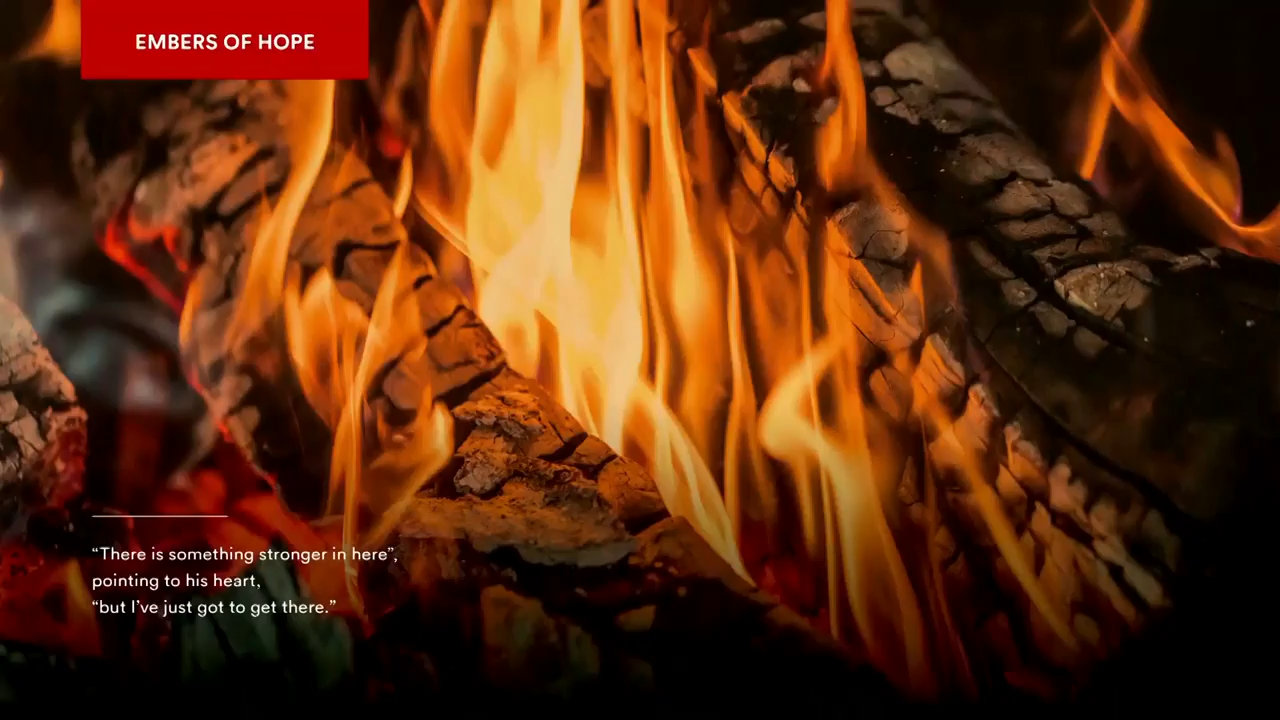 EMBERS OF HOPE
“There is something stronger in here”,
pointing to his heart,
“but I’ve just got to get there.”